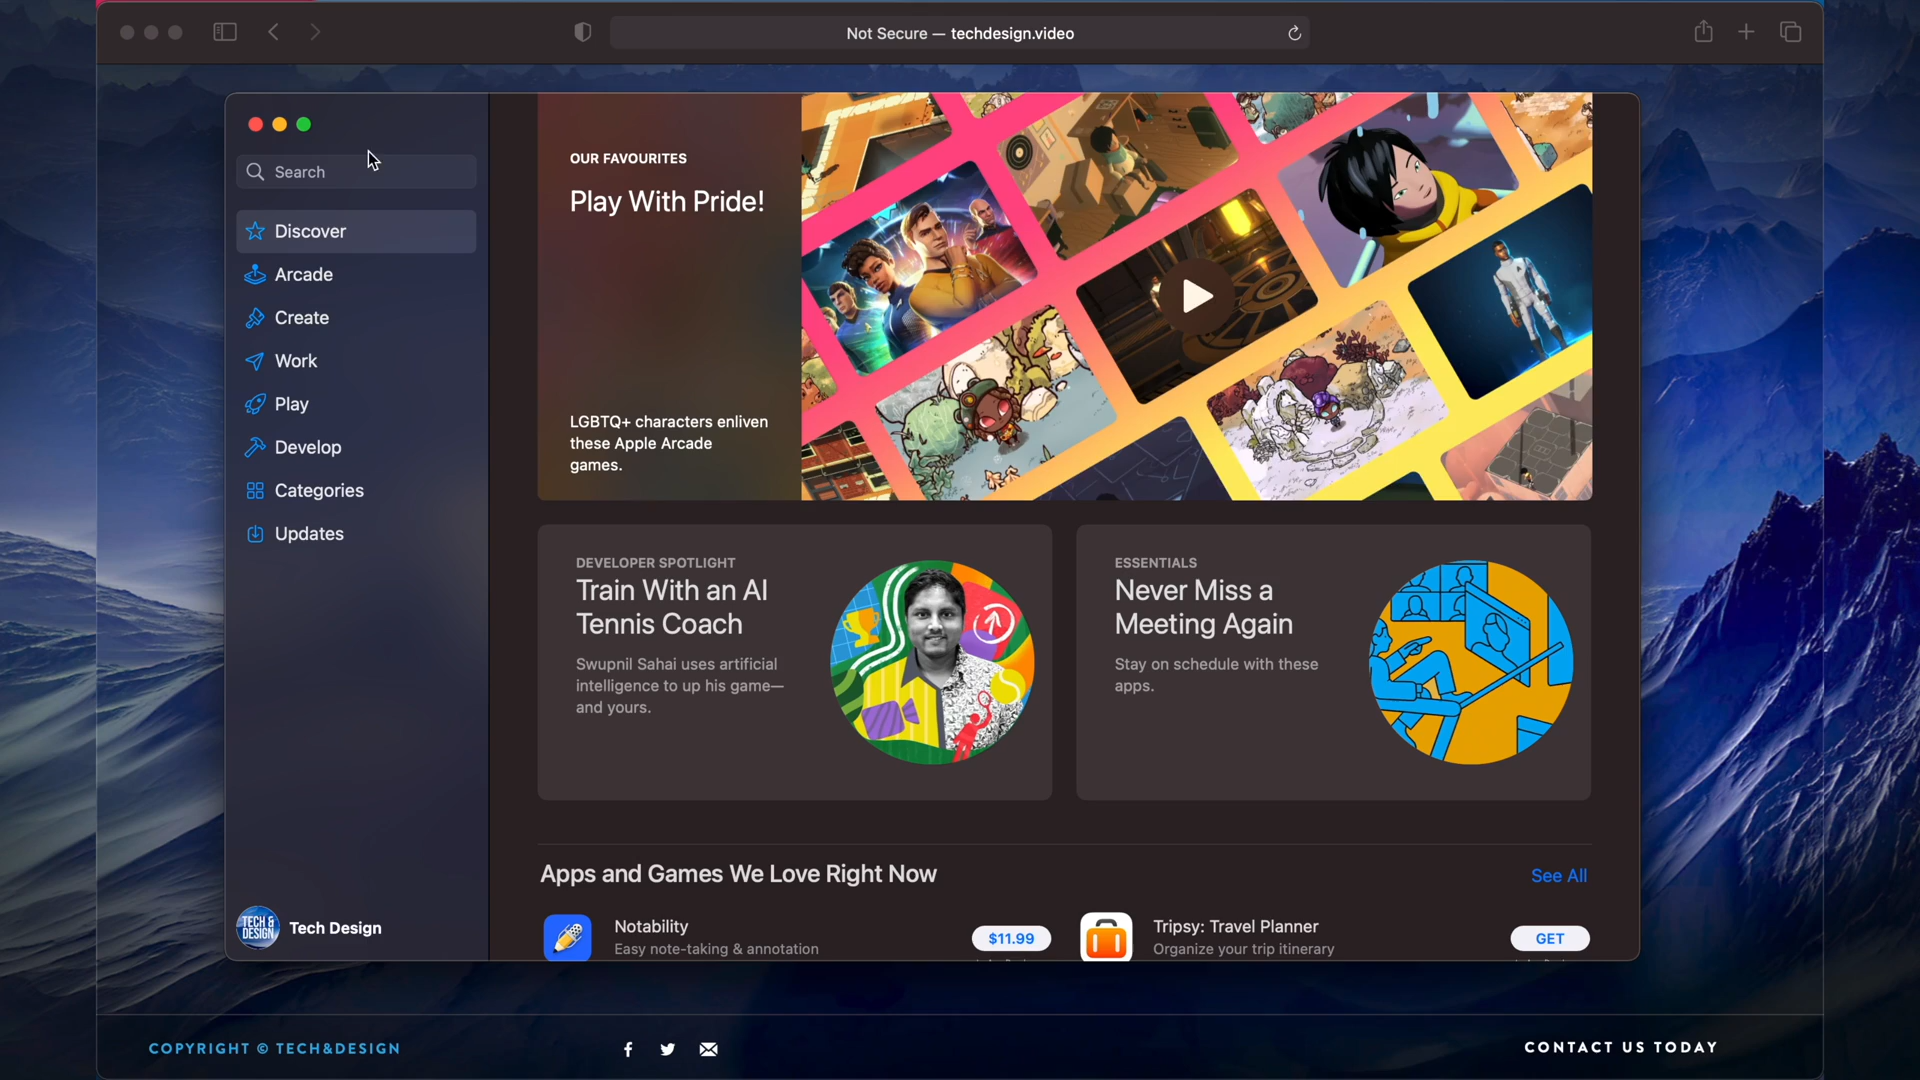 Not Secure — techdesign.video
Search
Discover
Arcade
Create
Work
Play
Develop
Categories
Updates
TECH &
DESIGN
Tech Design
OUR FAVOURITES
Play With Pride!
LGBTQ+ characters enliven
these Apple Arcade
games.
DEVELOPER SPOTLIGHT
Train With an AI
Tennis Coach
Swupnil Sahai uses artificial
intelligence to up his game—
and yours.
ESSENTIALS
Never Miss a
Meeting Again
Stay on schedule with these
apps.
Apps and Games We Love Right Now
See All
Notability
Easy note-taking & annotation
$11.99
Tripsy: Travel Planner
Organize your trip itinerary
GET
COPYRIGHT © TECH&DESIGN
CONTACT US TODAY